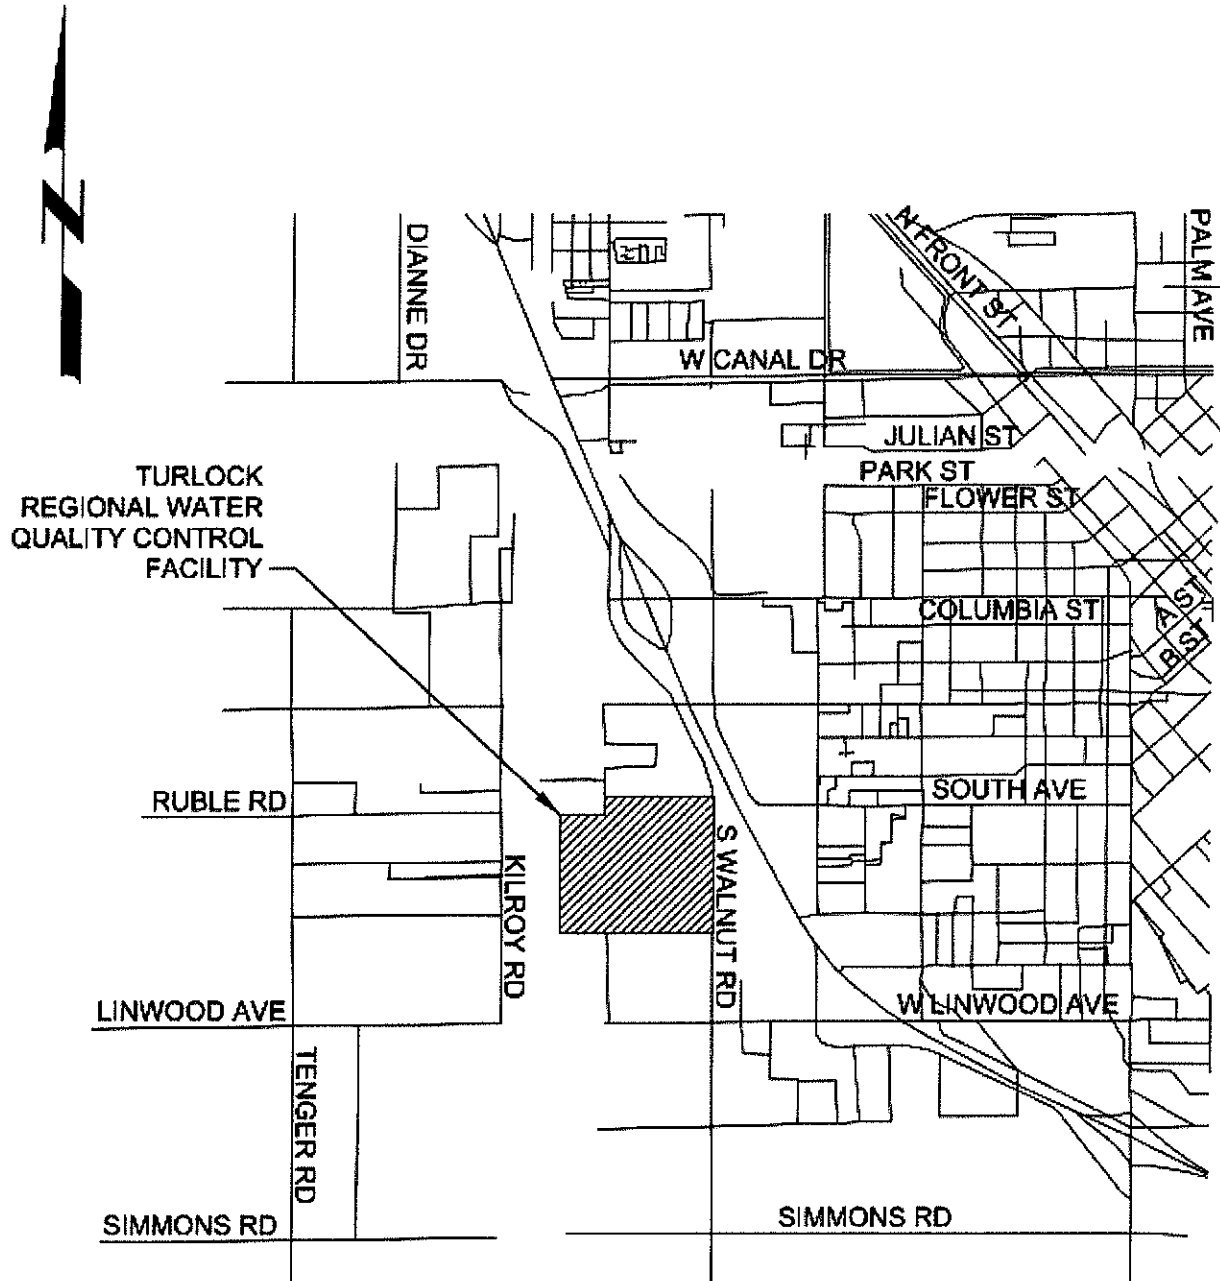 N
DIANNE DR
N FRONT ST
PALM AVE
W CANAL DR
JULIAN ST
PARK ST
FLOWER ST
TURLOCK
REGIONAL WATER
QUALITY CONTROL
FACILITY
COLUMBIA ST
A ST
B ST
RUBLE RD
SOUTH AVE
KILROY RD
S WALNUT RD
LINWOOD AVE
W LINWOOD AVE
TENGER RD
SIMMONS RD
SIMMONS RD